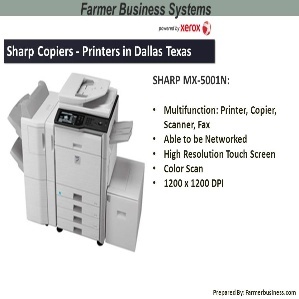 Farmer Business Systems
powered by xerox
Sharp Copiers - Printers in Dallas Texas
SHARP MX-5001N:
• Multifunction: Printer, Copier,
Scanner, Fax
• Able to be Networked
• High Resolution Touch Screen
• Color Scan
• 1200 x 1200 DPI
Prepared By: Farmerbusiness.com